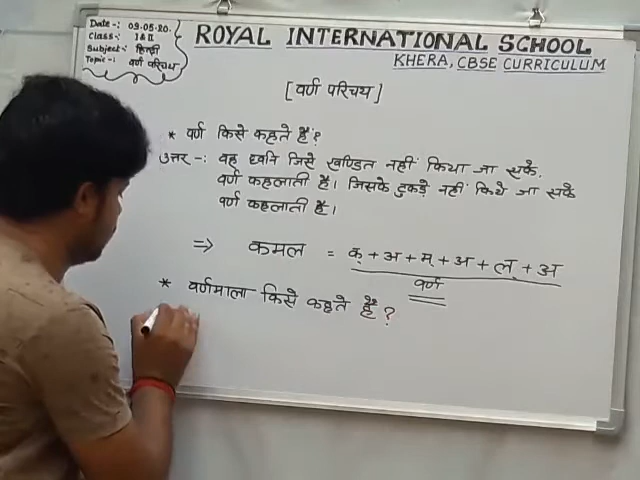 Date -: 09.05.20.
Class -: I & II
Subject -: हिन्दी
Topic -: वर्ण परिचय
ROYAL INTERNATIONAL SCHOOL
KHERA, CBSE CURRICULUM
[वर्ण परिचय]
* वर्ण किसे कहते हैं?
उत्तर -: वह ध्वनि जिसे खण्डित नहीं किया जा सके,
वर्ण कहलाती है। जिसके टुकड़े नहीं किये जा सके
वर्ण कहलाती है।
⇒ कमल = क् + अ + म् + अ + ल् + अ
वर्ण
* वर्णमाला किसे कहते हैं?